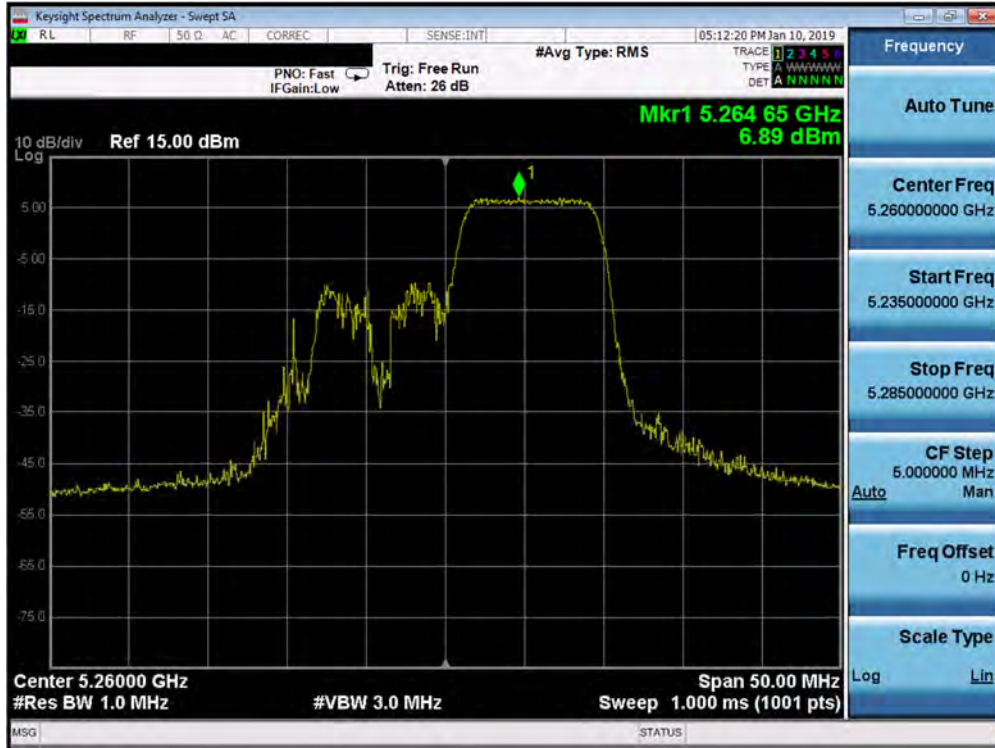 Keysight Spectrum Analyzer - Swept SA
LXI RL RF 50 Ω AC CORREC SENSE:INT 05:12:20 PM Jan 10, 2019
#Avg Type: RMS TRACE 1 2 3 4 5 6
PNO: Fast Trig: Free Run TYPE A WWWWW
IFGain:Low Atten: 26 dB DET A N N N N N
Mkr1 5.264 65 GHz
6.89 dBm
10 dB/div Ref 15.00 dBm
Log
1
5.00
-5.00
-15.0
-25.0
-35.0
-45.0
-55.0
-65.0
-75.0
Center 5.26000 GHz Span 50.00 MHz
#Res BW 1.0 MHz #VBW 3.0 MHz Sweep 1.000 ms (1001 pts)
MSG STATUS
Frequency
Auto Tune
Center Freq
5.260000000 GHz
Start Freq
5.235000000 GHz
Stop Freq
5.285000000 GHz
CF Step
5.000000 MHz
Auto Man
Freq Offset
0 Hz
Scale Type
Log Lin